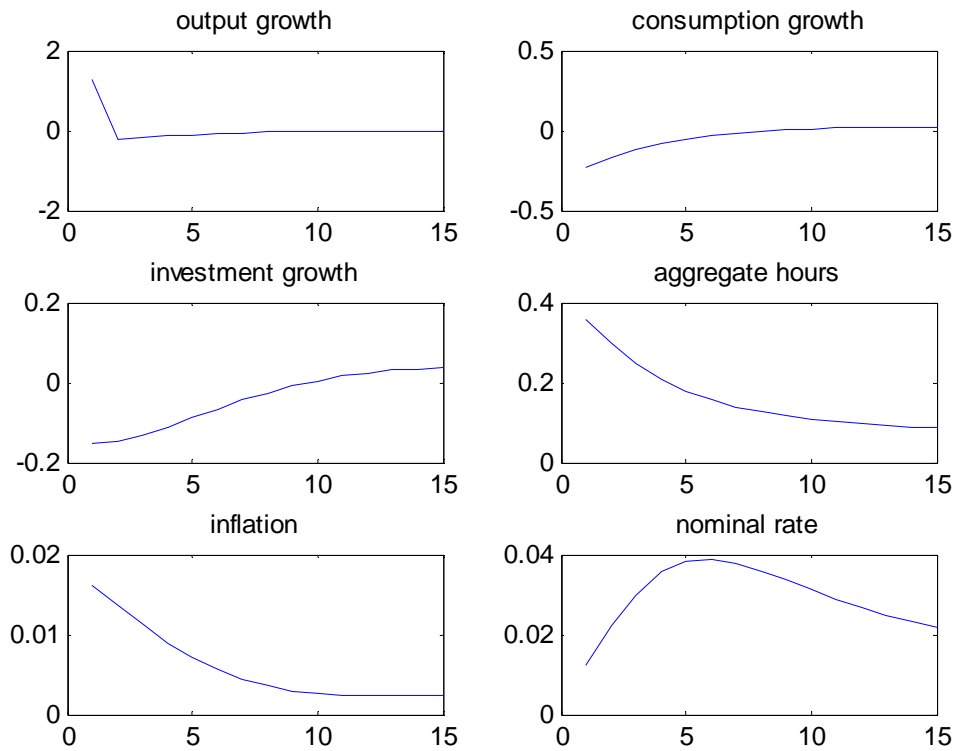 output growth
2
0
-2
0 5 10 15
consumption growth
0.5
0
-0.5
0 5 10 15
investment growth
0.2
0
-0.2
0 5 10 15
aggregate hours
0.4
0.2
0
0 5 10 15
inflation
0.02
0.01
0
0 5 10 15
nominal rate
0.04
0.02
0
0 5 10 15